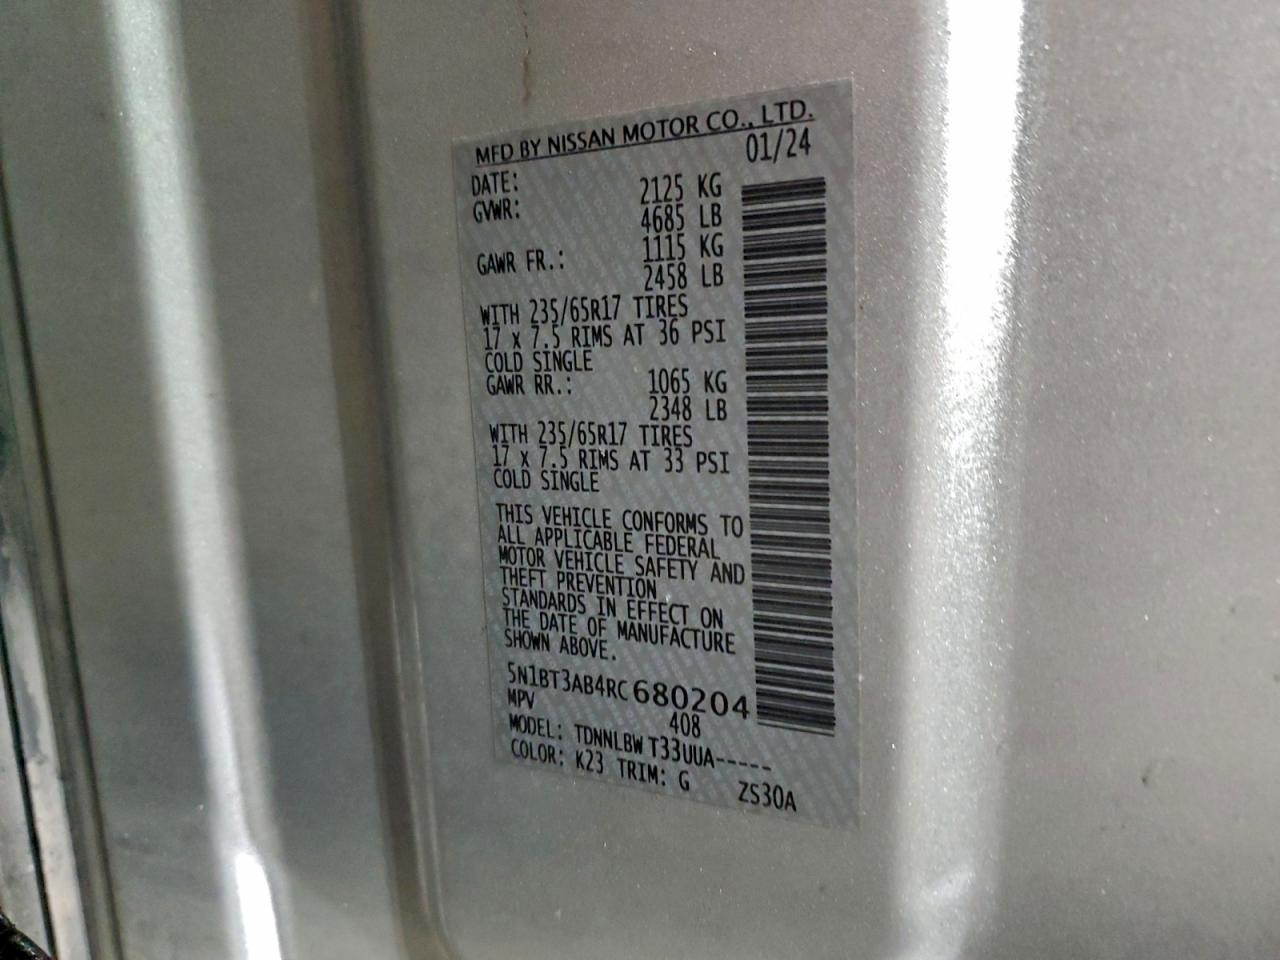 MFD BY NISSAN MOTOR CO., LTD.
DATE: 01/24
GVWR: 2125 KG
4685 LB
GAWR FR.: 1115 KG
2458 LB
WITH 235/65R17 TIRES
17 x 7.5 RIMS AT 36 PSI
COLD SINGLE
GAWR RR.: 1065 KG
2348 LB
WITH 235/65R17 TIRES
17 x 7.5 RIMS AT 33 PSI
COLD SINGLE
THIS VEHICLE CONFORMS TO
ALL APPLICABLE FEDERAL
MOTOR VEHICLE SAFETY AND
THEFT PREVENTION
STANDARDS IN EFFECT ON
THE DATE OF MANUFACTURE
SHOWN ABOVE.
5N1BT3AB4RC680204
MPV 408
MODEL: TDNNLBW T33UUA-----
COLOR: K23 TRIM: G ZS30A